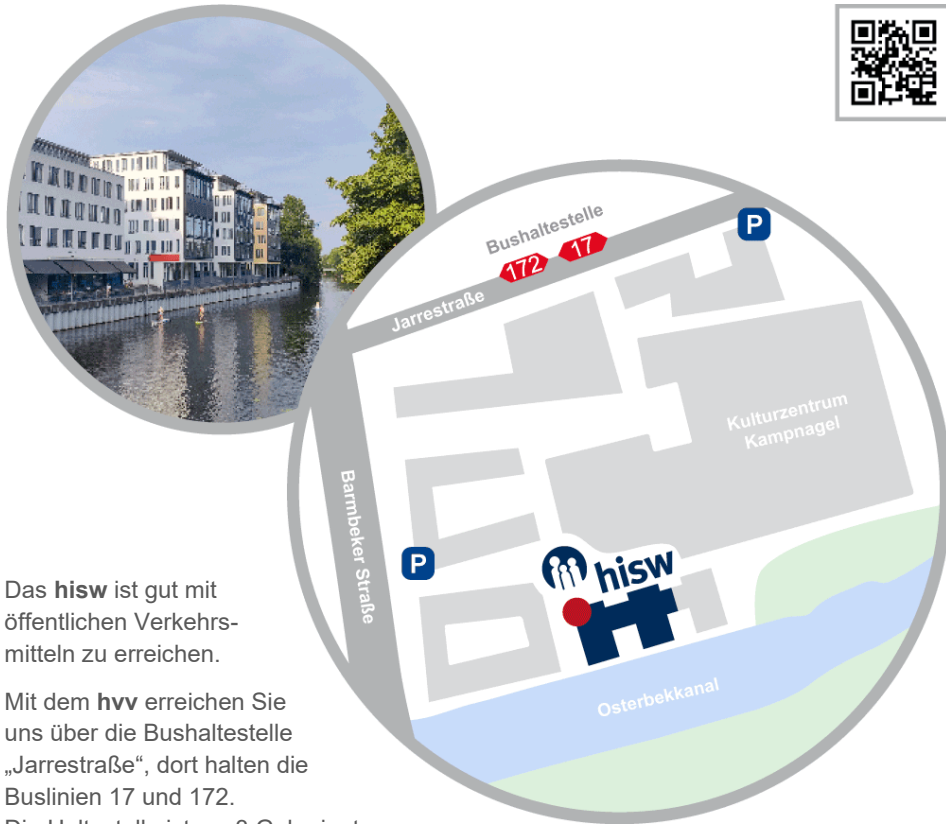 Bushaltestelle
172
17
P
Jarrestraße
Kulturzentrum
Kampnagel
Barmbeker Straße
P
hisw
Osterbekkanal
Das hisw ist gut mit
öffentlichen Verkehrs-
mitteln zu erreichen.
Mit dem hvv erreichen Sie
uns über die Bushaltestelle
„Jarrestraße“, dort halten die
Buslinien 17 und 172.